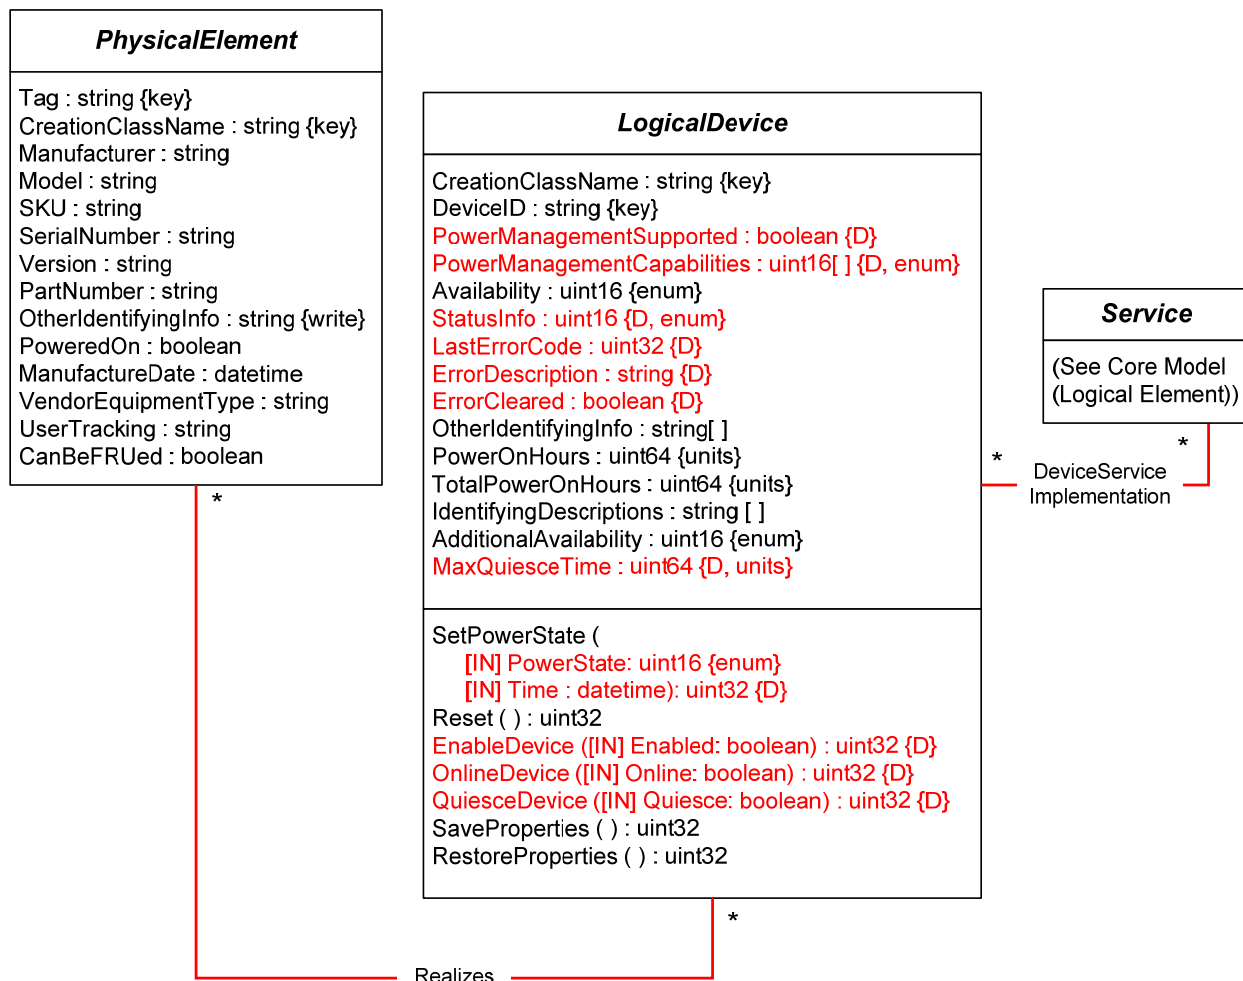 PhysicalElement
Tag : string {key}
CreationClassName : string {key}
Manufacturer : string
Model : string
SKU : string
SerialNumber : string
Version : string
PartNumber : string
OtherIdentifyingInfo : string {write}
PoweredOn : boolean
ManufactureDate : datetime
VendorEquipmentType : string
UserTracking : string
CanBeFRUed : boolean
*
LogicalDevice
CreationClassName : string {key}
DeviceID : string {key}
PowerManagementSupported : boolean {D}
PowerManagementCapabilities : uint16[ ] {D, enum}
Availability : uint16 {enum}
StatusInfo : uint16 {D, enum}
LastErrorCode : uint32 {D}
ErrorDescription : string {D}
ErrorCleared : boolean {D}
OtherIdentifyingInfo : string[ ]
PowerOnHours : uint64 {units}
TotalPowerOnHours : uint64 {units}
IdentifyingDescriptions : string [ ]
AdditionalAvailability : uint16 {enum}
MaxQuiesceTime : uint64 {D, units}
SetPowerState (
[IN] PowerState: uint16 {enum}
[IN] Time : datetime): uint32 {D}
Reset ( ) : uint32
EnableDevice ([IN] Enabled: boolean) : uint32 {D}
OnlineDevice ([IN] Online: boolean) : uint32 {D}
QuiesceDevice ([IN] Quiesce: boolean) : uint32 {D}
SaveProperties ( ) : uint32
RestoreProperties ( ) : uint32
*
Realizes
Service
(See Core Model
(Logical Element))
*
*
DeviceService
Implementation